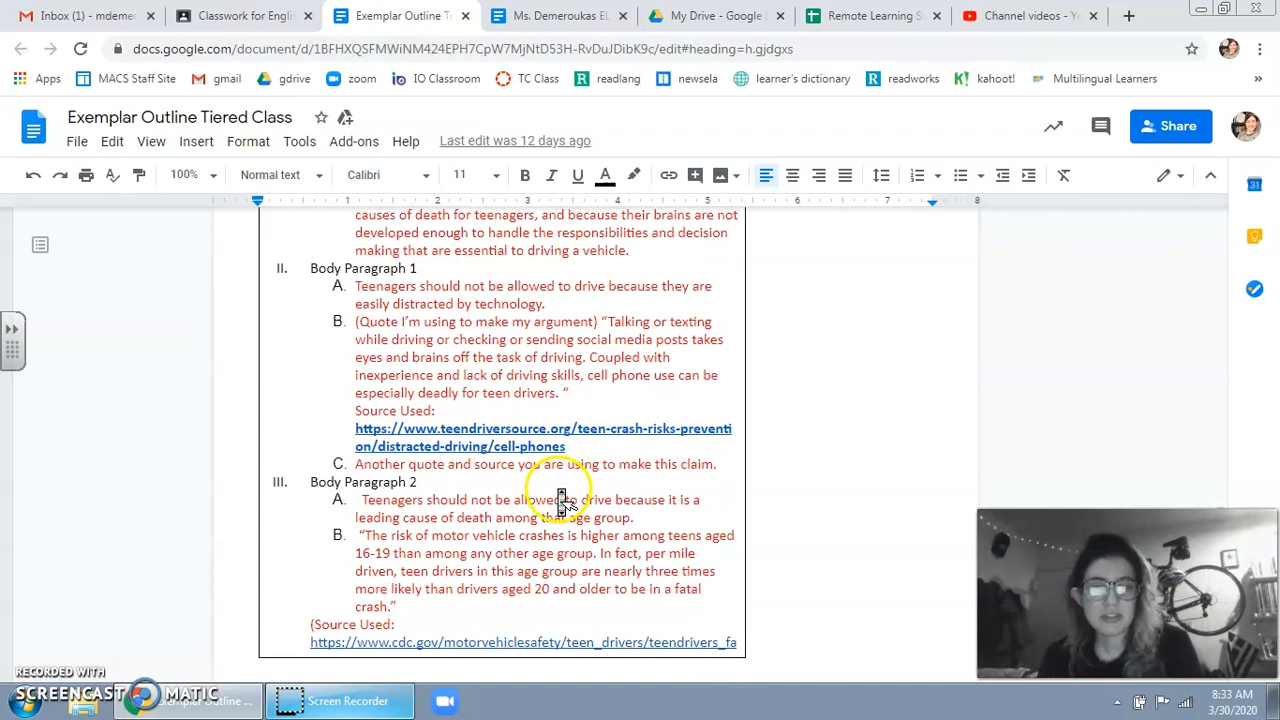 Inbox (1) - mdemer
Classwork for Englis
Exemplar Outline Ti
Ms. Demeroukas EL
My Drive - Google
Remote Learning S
Channel videos - Y
docs.google.com/document/d/1BFHXQSFMWiNM424EPH7CpW7MjNtD53H-RvDuJDibK9c/edit#heading=h.gjdgxs
Apps MACS Staff Site gmail gdrive zoom IO Classroom TC Class readlang newsela learner's dictionary readworks kahoot! Multilingual Learners
Exemplar Outline Tiered Class
Share
File Edit View Insert Format Tools Add-ons Help Last edit was 12 days ago
100% Normal text Calibri 11
1 2 3 4 5 6 7 8
causes of death for teenagers, and because their brains are not
developed enough to handle the responsibilities and decision
making that are essential to driving a vehicle.
II. Body Paragraph 1
A. Teenagers should not be allowed to drive because they are
easily distracted by technology.
B. (Quote I'm using to make my argument) "Talking or texting
while driving or checking or sending social media posts takes
eyes and brains off the task of driving. Coupled with
inexperience and lack of driving skills, cell phone use can be
especially deadly for teen drivers. "
Source Used:
https://www.teendriversource.org/teen-crash-risks-preventi
on/distracted-driving/cell-phones
C. Another quote and source you are using to make this claim.
III. Body Paragraph 2
A. Teenagers should not be allowed to drive because it is a
leading cause of death among that age group.
B. "The risk of motor vehicle crashes is higher among teens aged
16-19 than among any other age group. In fact, per mile
driven, teen drivers in this age group are nearly three times
more likely than drivers aged 20 and older to be in a fatal
crash."
(Source Used:
https://www.cdc.gov/motorvehiclesafety/teen_drivers/teendrivers_fa
RECORDED WITH
SCREENCAST MATIC
Exemplar Outline ...
Screen Recorder
8:33 AM
3/30/2020